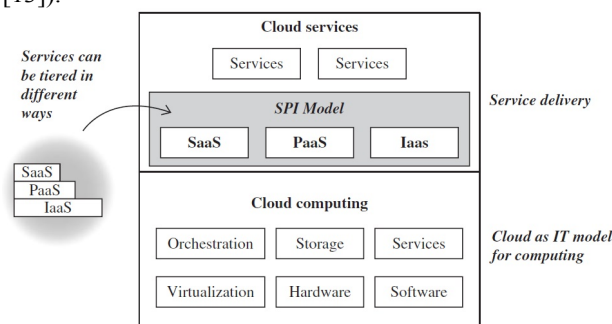 [15]).
Cloud services
Services can
be tiered in
different
ways
Services Services
SPI Model
SaaS PaaS Iaas
Service delivery
SaaS
PaaS
IaaS
Cloud computing
Orchestration Storage Services
Virtualization Hardware Software
Cloud as IT model
for computing